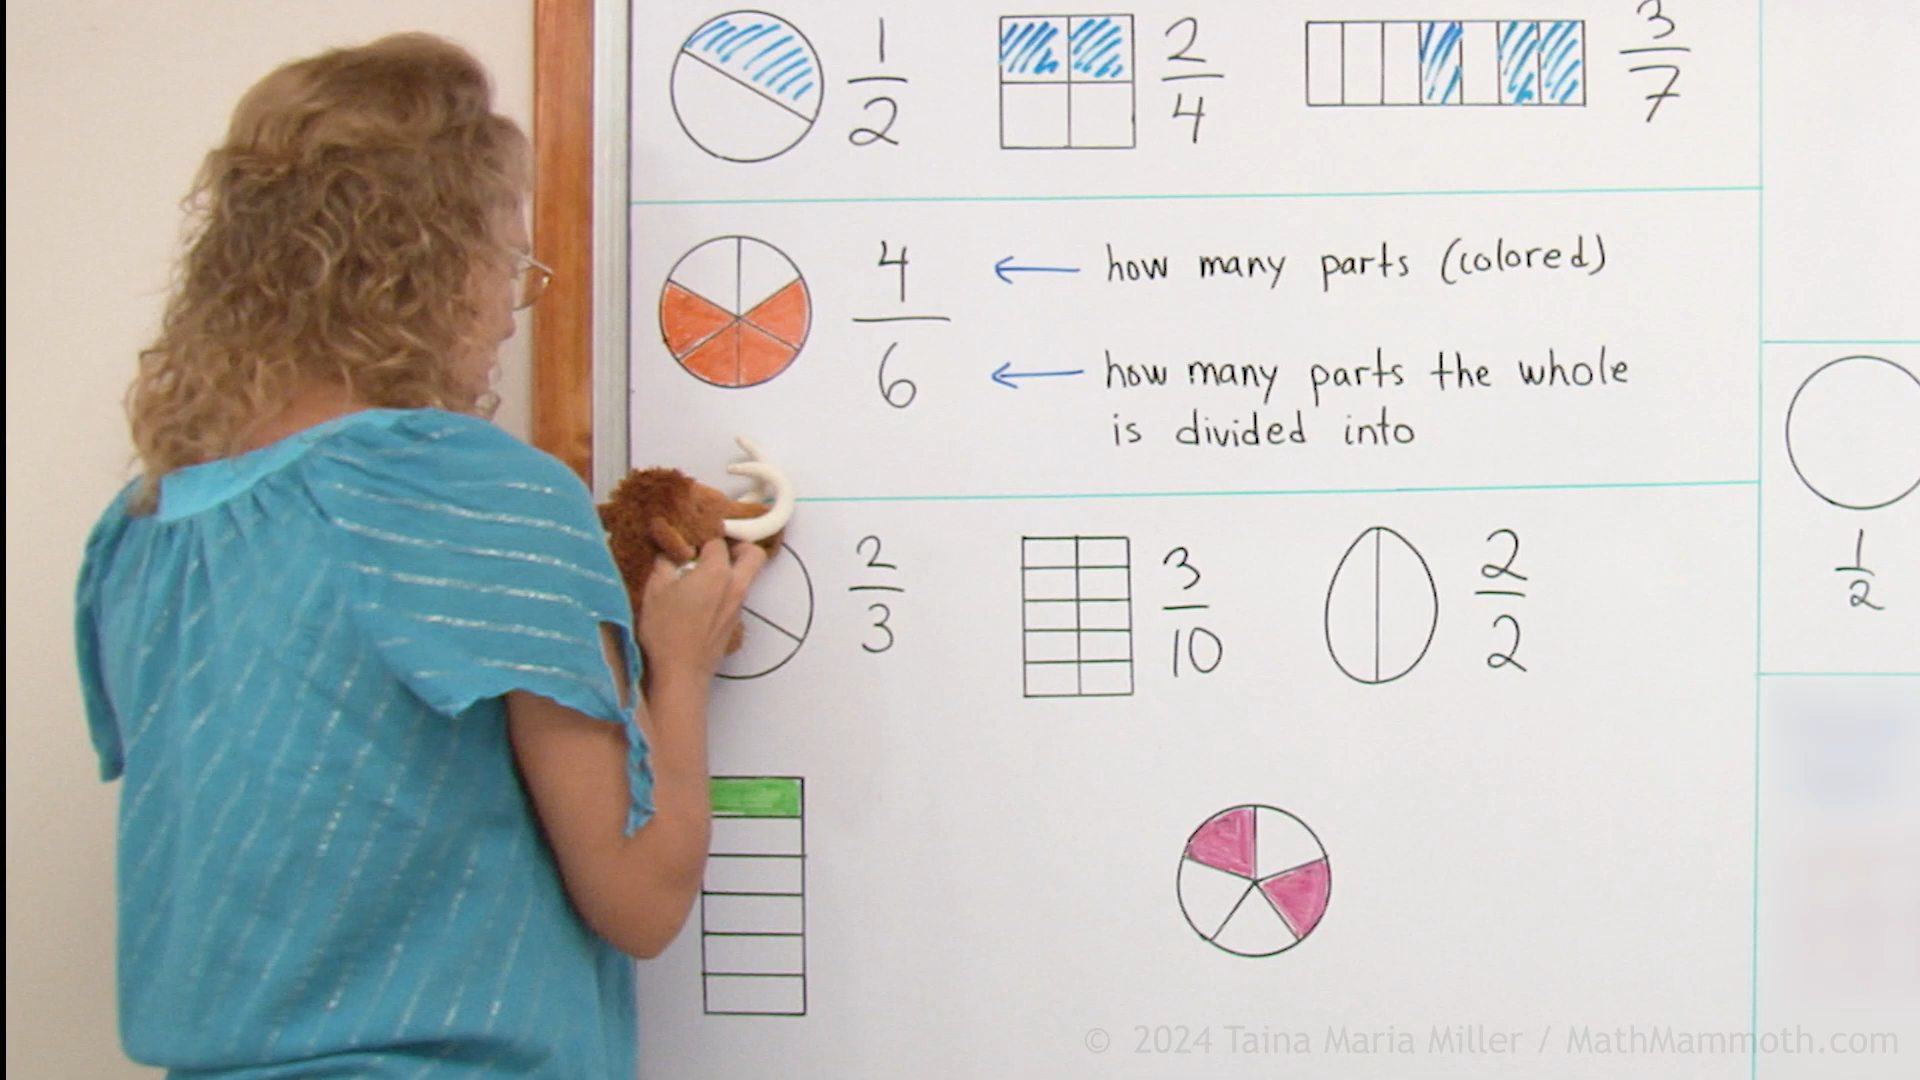 1/2
2/4
3/7
4/6
how many parts (colored)
how many parts the whole
is divided into
2/3
3/10
2/2
1/2
© 2024 Taina Maria Miller / MathMammoth.com